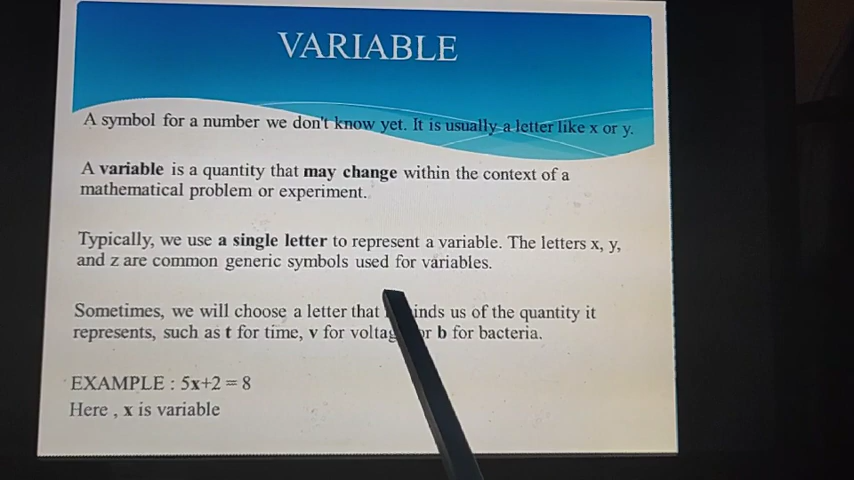 VARIABLE
A symbol for a number we don't know yet. It is usually a letter like x or y.
A variable is a quantity that may change within the context of a
mathematical problem or experiment.
Typically, we use a single letter to represent a variable. The letters x, y,
and z are common generic symbols used for variables.
Sometimes, we will choose a letter that us of the quantity it
represents, such as t for time, v for b for bacteria.
EXAMPLE : 5x+2 = 8
Here , x is variable